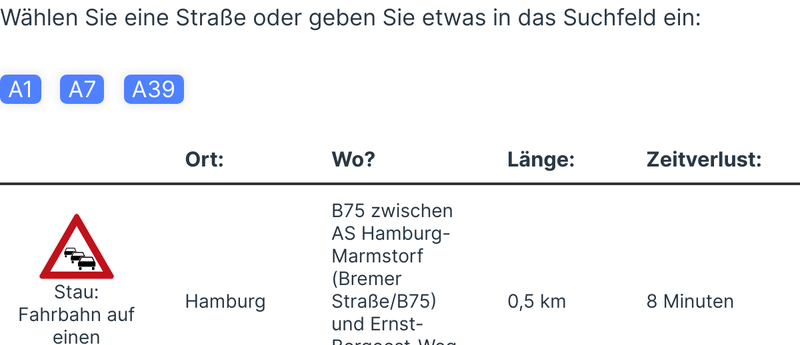 Wählen Sie eine Straße oder geben Sie etwas in das Suchfeld ein:
A1 A7 A39
Ort: Wo? Länge: Zeitverlust:
B75 zwischen
AS Hamburg-
Marmstorf
(Bremer
Straße/B75)
und Ernst-
Stau:
Fahrbahn auf
einen
Hamburg
0,5 km
8 Minuten